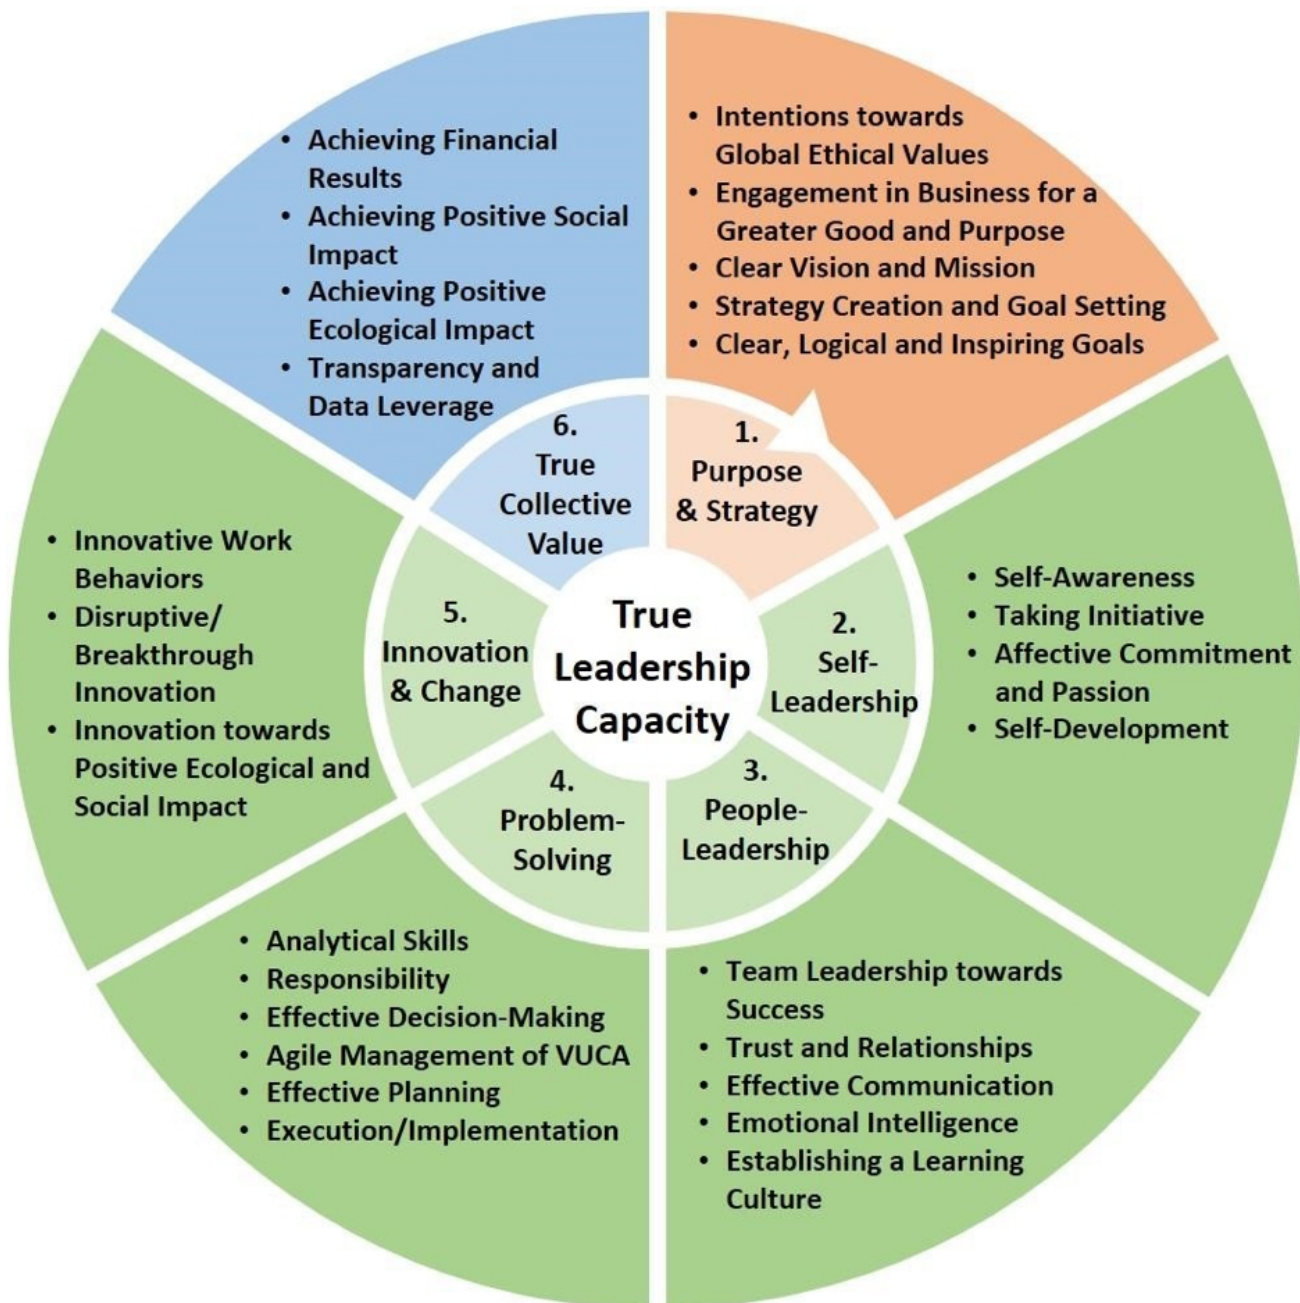 True
Leadership
Capacity
1.
Purpose
& Strategy
• Intentions towards
Global Ethical Values
• Engagement in Business for a
Greater Good and Purpose
• Clear Vision and Mission
• Strategy Creation and Goal Setting
• Clear, Logical and Inspiring Goals
2.
Self-
Leadership
• Self-Awareness
• Taking Initiative
• Affective Commitment
and Passion
• Self-Development
3.
People-
Leadership
• Team Leadership towards
Success
• Trust and Relationships
• Effective Communication
• Emotional Intelligence
• Establishing a Learning
Culture
4.
Problem-
Solving
• Analytical Skills
• Responsibility
• Effective Decision-Making
• Agile Management of VUCA
• Effective Planning
• Execution/Implementation
5.
Innovation
& Change
• Innovative Work
Behaviors
• Disruptive/
Breakthrough
Innovation
• Innovation towards
Positive Ecological and
Social Impact
6.
True
Collective
Value
• Achieving Financial
Results
• Achieving Positive Social
Impact
• Achieving Positive
Ecological Impact
• Transparency and
Data Leverage